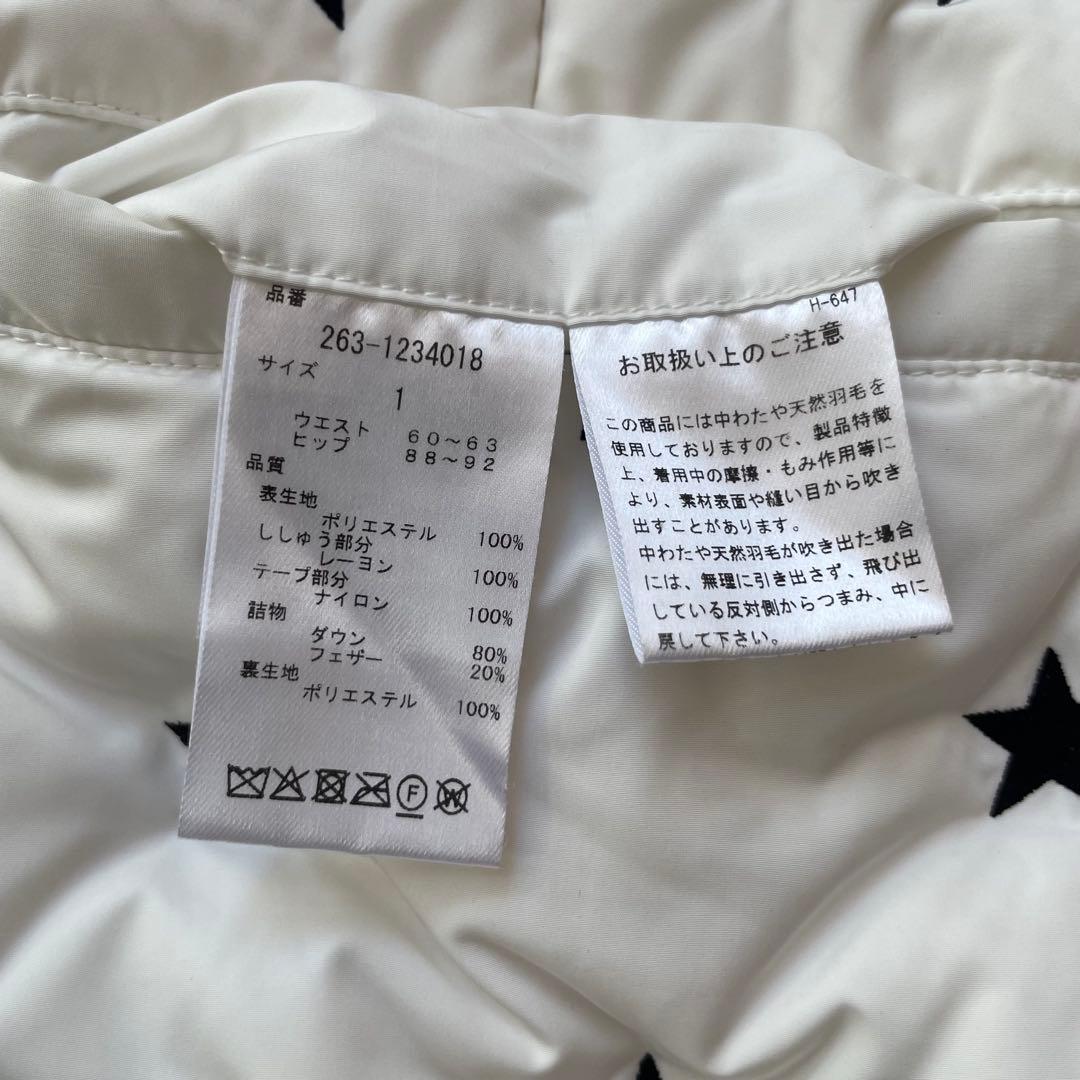 品番
263-1234018
サイズ
1
ウエスト 60～63
ヒップ 88～92
品質
表生地
ポリエステル 100%
ししゅう部分
レーヨン 100%
テープ部分
ナイロン 100%
詰物
ダウン 80%
フェザー 20%
裏生地
ポリエステル 100%
F
W
H-647
お取扱い上のご注意
この商品には中わたや天然羽毛を
使用しておりますので、製品特徴
上、着用中の摩擦・もみ作用等に
より、素材表面や縫い目から吹き
出すことがあります。
中わたや天然羽毛が吹き出た場合
には、無理に引き出さず、飛び出
している反対側からつまみ、中に
戻して下さい。